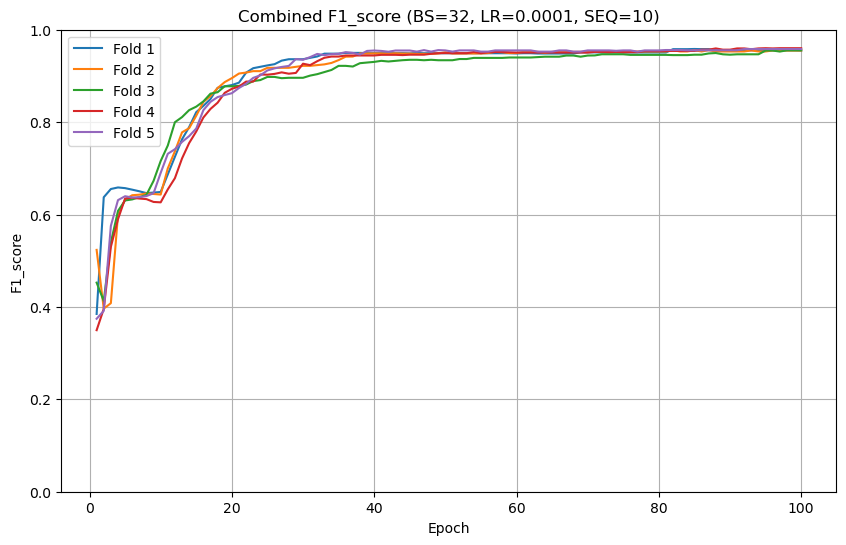 Combined F1_score (BS=32, LR=0.0001, SEQ=10)
Fold 1
Fold 2
Fold 3
Fold 4
Fold 5
F1_score
1.0
0.8
0.6
0.4
0.2
0.0
0 20 40 60 80 100
Epoch